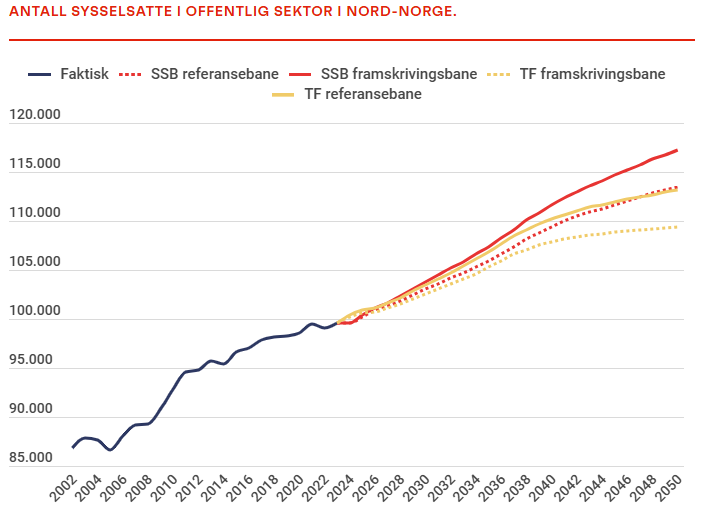 ANTALL SYSSELSATTE I OFFENTLIG SEKTOR I NORD-NORGE.
Faktisk SSB referansebane SSB framskrivingsbane TF framskrivingsbane
TF referansebane
120.000
115.000
110.000
105.000
100.000
95.000
90.000
85.000
2002 2004 2006 2008 2010 2012 2014 2016 2018 2020 2022 2024 2026 2028 2030 2032 2034 2036 2038 2040 2042 2044 2046 2048 2050